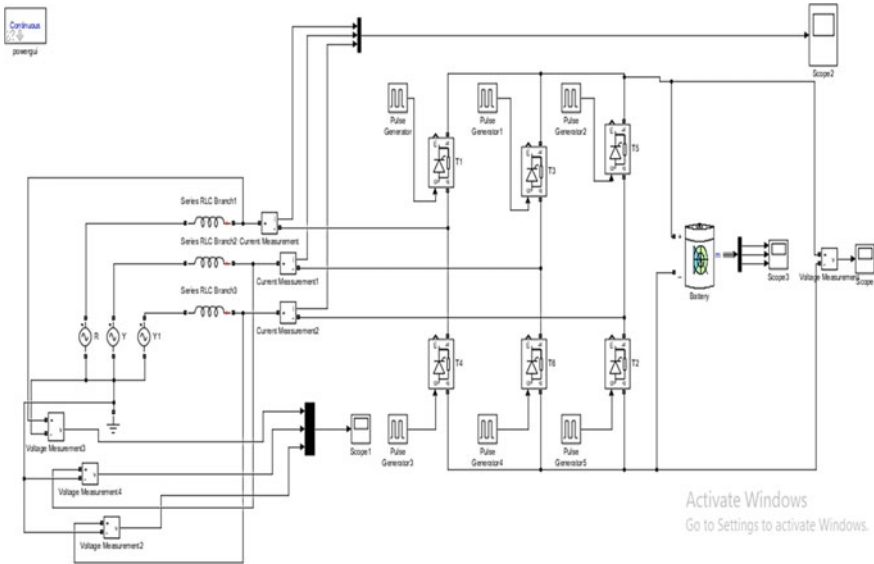 Continuous
powergui
Scope2
Pulse
Generator
Pulse
Generator1
Pulse
Generator2
T1
T3
T5
Series RLC Branch1
Current Measurement
Series RLC Branch2
Current Measurement1
Series RLC Branch3
Current Measurement2
R
Y
Y1
Battery
m
Scope3
Voltage Measurement
Scope
T4
T6
T2
Voltage Mesurement3
Scope1
Pulse
Generator3
Pulse
Generator4
Pulse
Generator5
Voltage Measurement4
Voltage Measurement2
Activate Windows
Go to Settings to activate Windows.